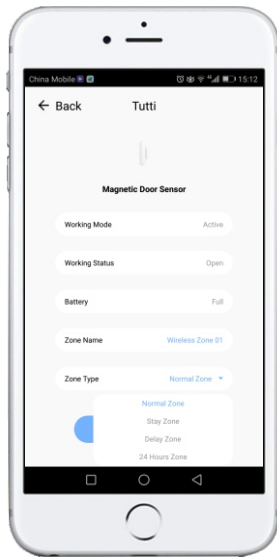 China Mobile 4G 15:12
← Back Tutti
Magnetic Door Sensor
Working Mode Active
Working Status Open
Battery Full
Zone Name Wireless Zone 01
Zone Type Normal Zone
Normal Zone
Stay Zone
Delay Zone
24 Hours Zone